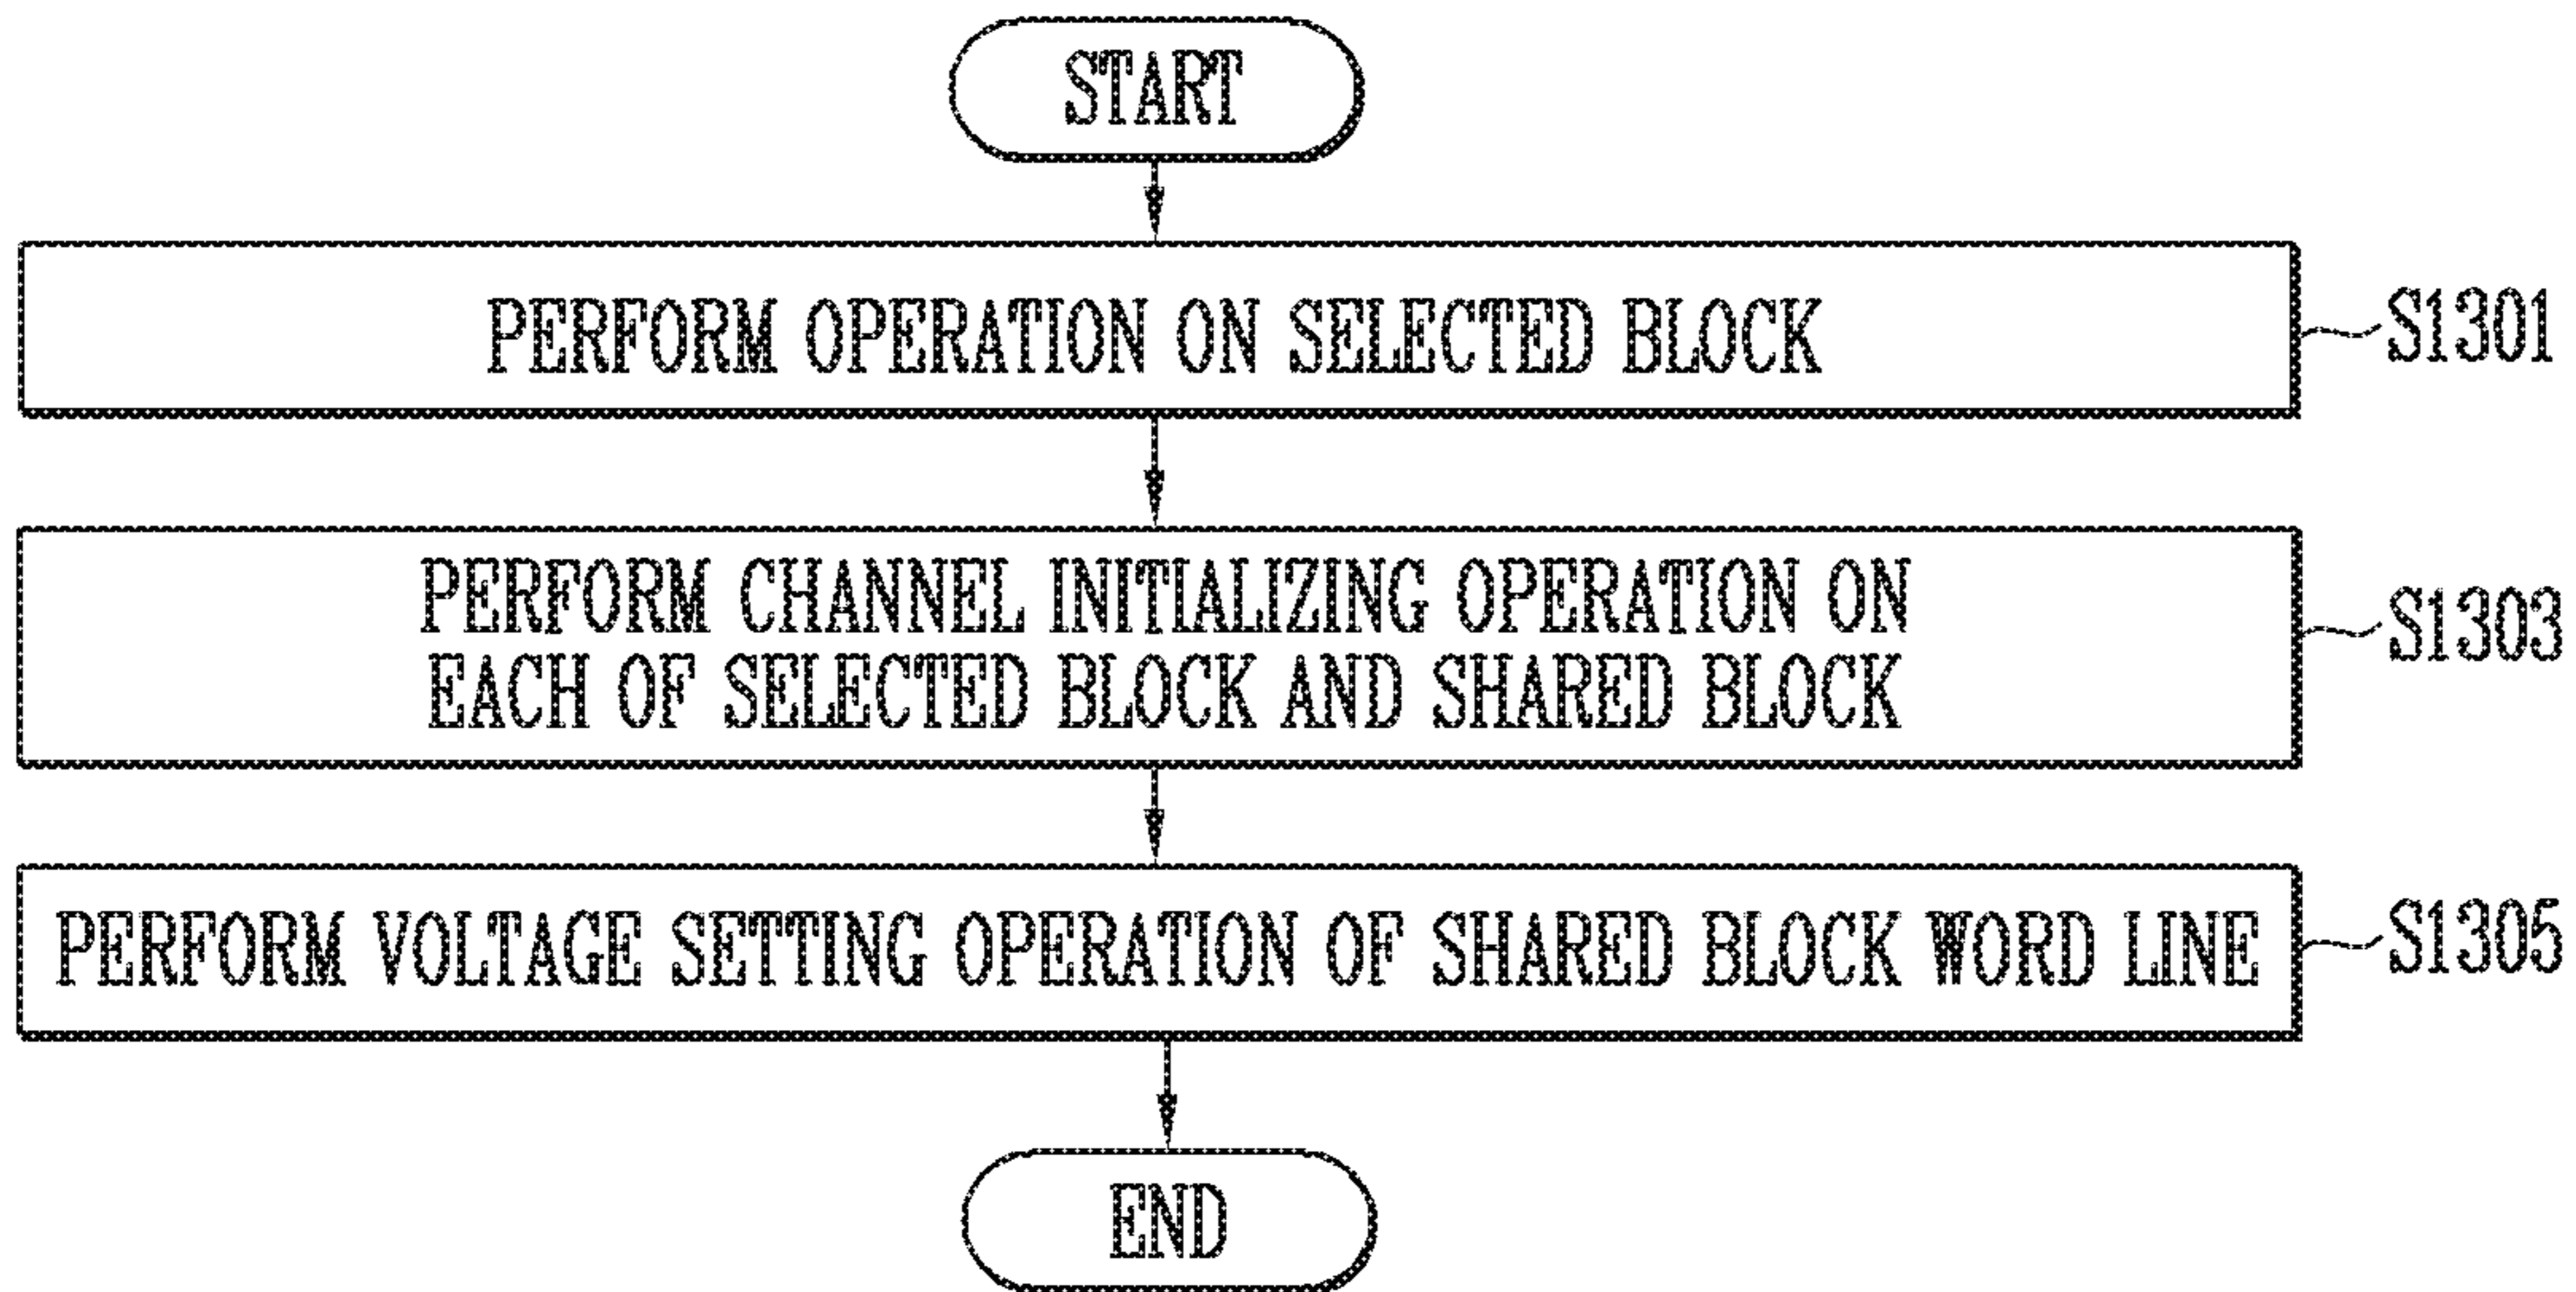 START
PERFORM OPERATION ON SELECTED BLOCK
S1301
PERFORM CHANNEL INITIALIZING OPERATION ON
EACH OF SELECTED BLOCK AND SHARED BLOCK
S1303
PERFORM VOLTAGE SETTING OPERATION OF SHARED BLOCK WORD LINE
S1305
END